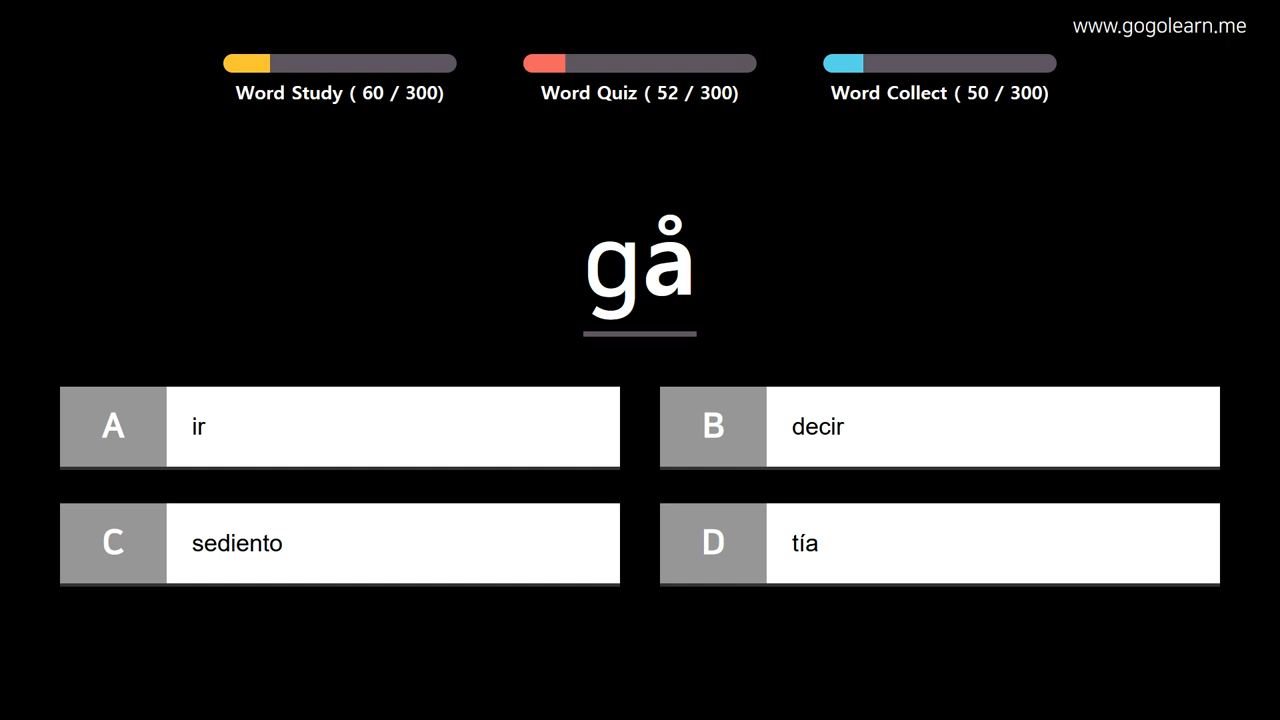 www.gogolearn.me
Word Study ( 60 / 300)
Word Quiz ( 52 / 300)
Word Collect ( 50 / 300)
gå
A ir
B decir
C sediento
D tía